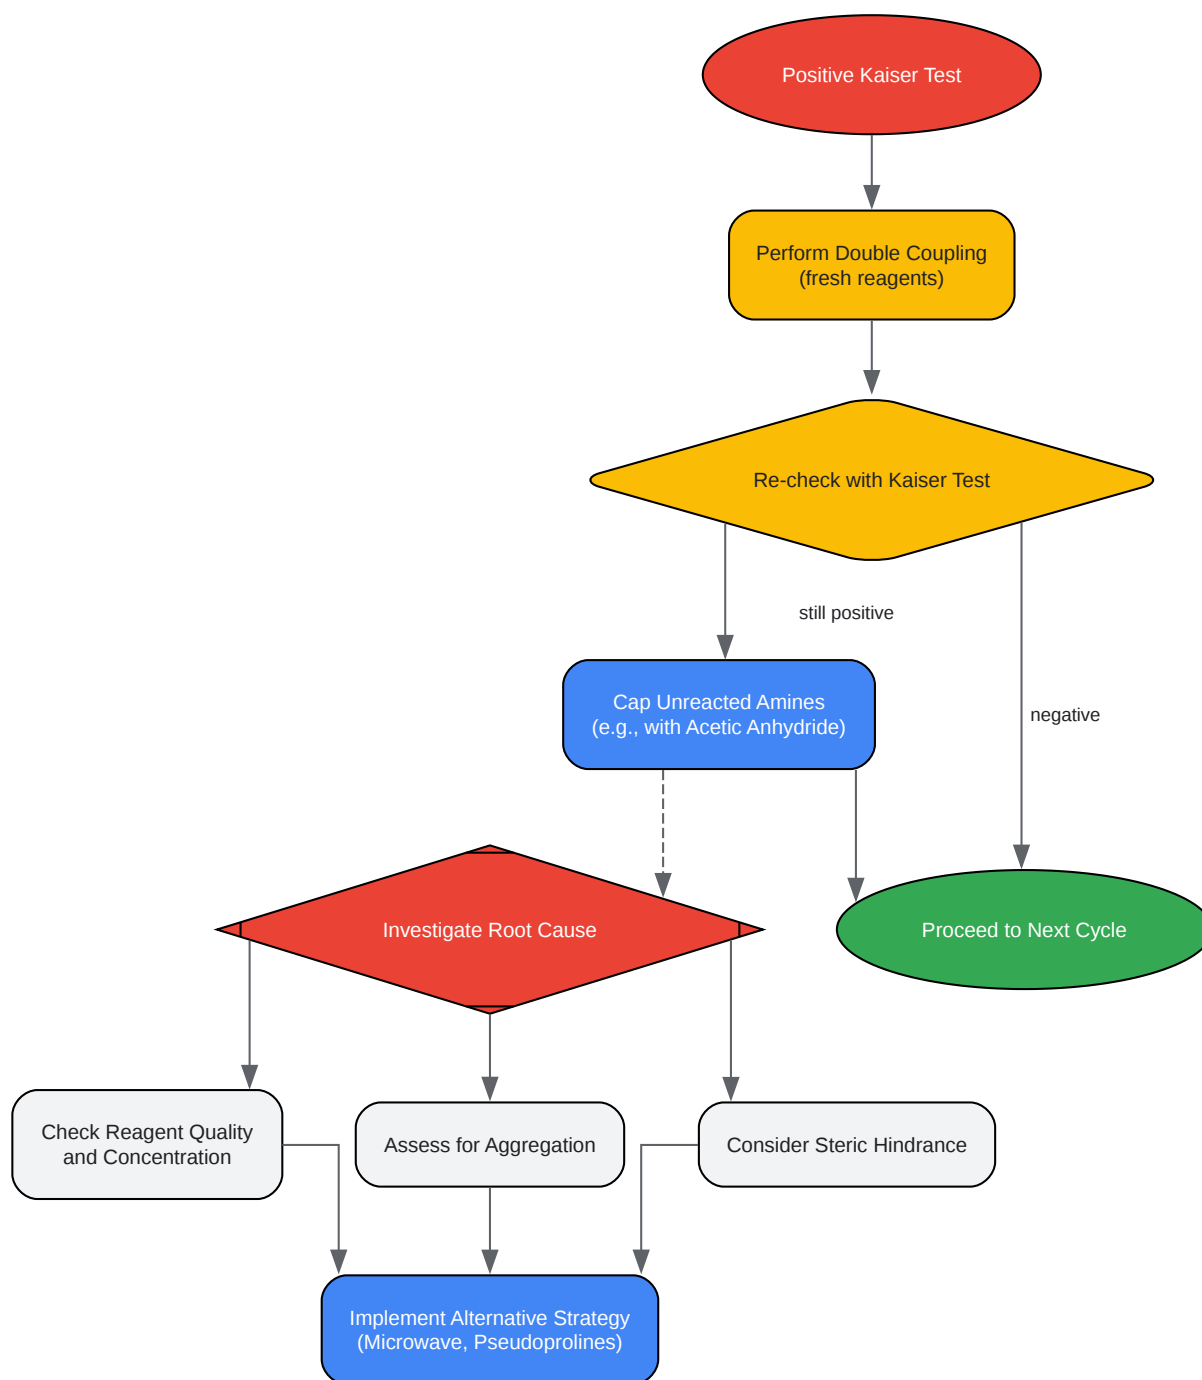 Positive Kaiser Test
Perform Double Coupling
(fresh reagents)
Re-check with Kaiser Test
still positive
Cap Unreacted Amines
(e.g., with Acetic Anhydride)
negative
Investigate Root Cause
Proceed to Next Cycle
Check Reagent Quality
and Concentration
Assess for Aggregation
Consider Steric Hindrance
Implement Alternative Strategy
(Microwave, Pseudoprolines)